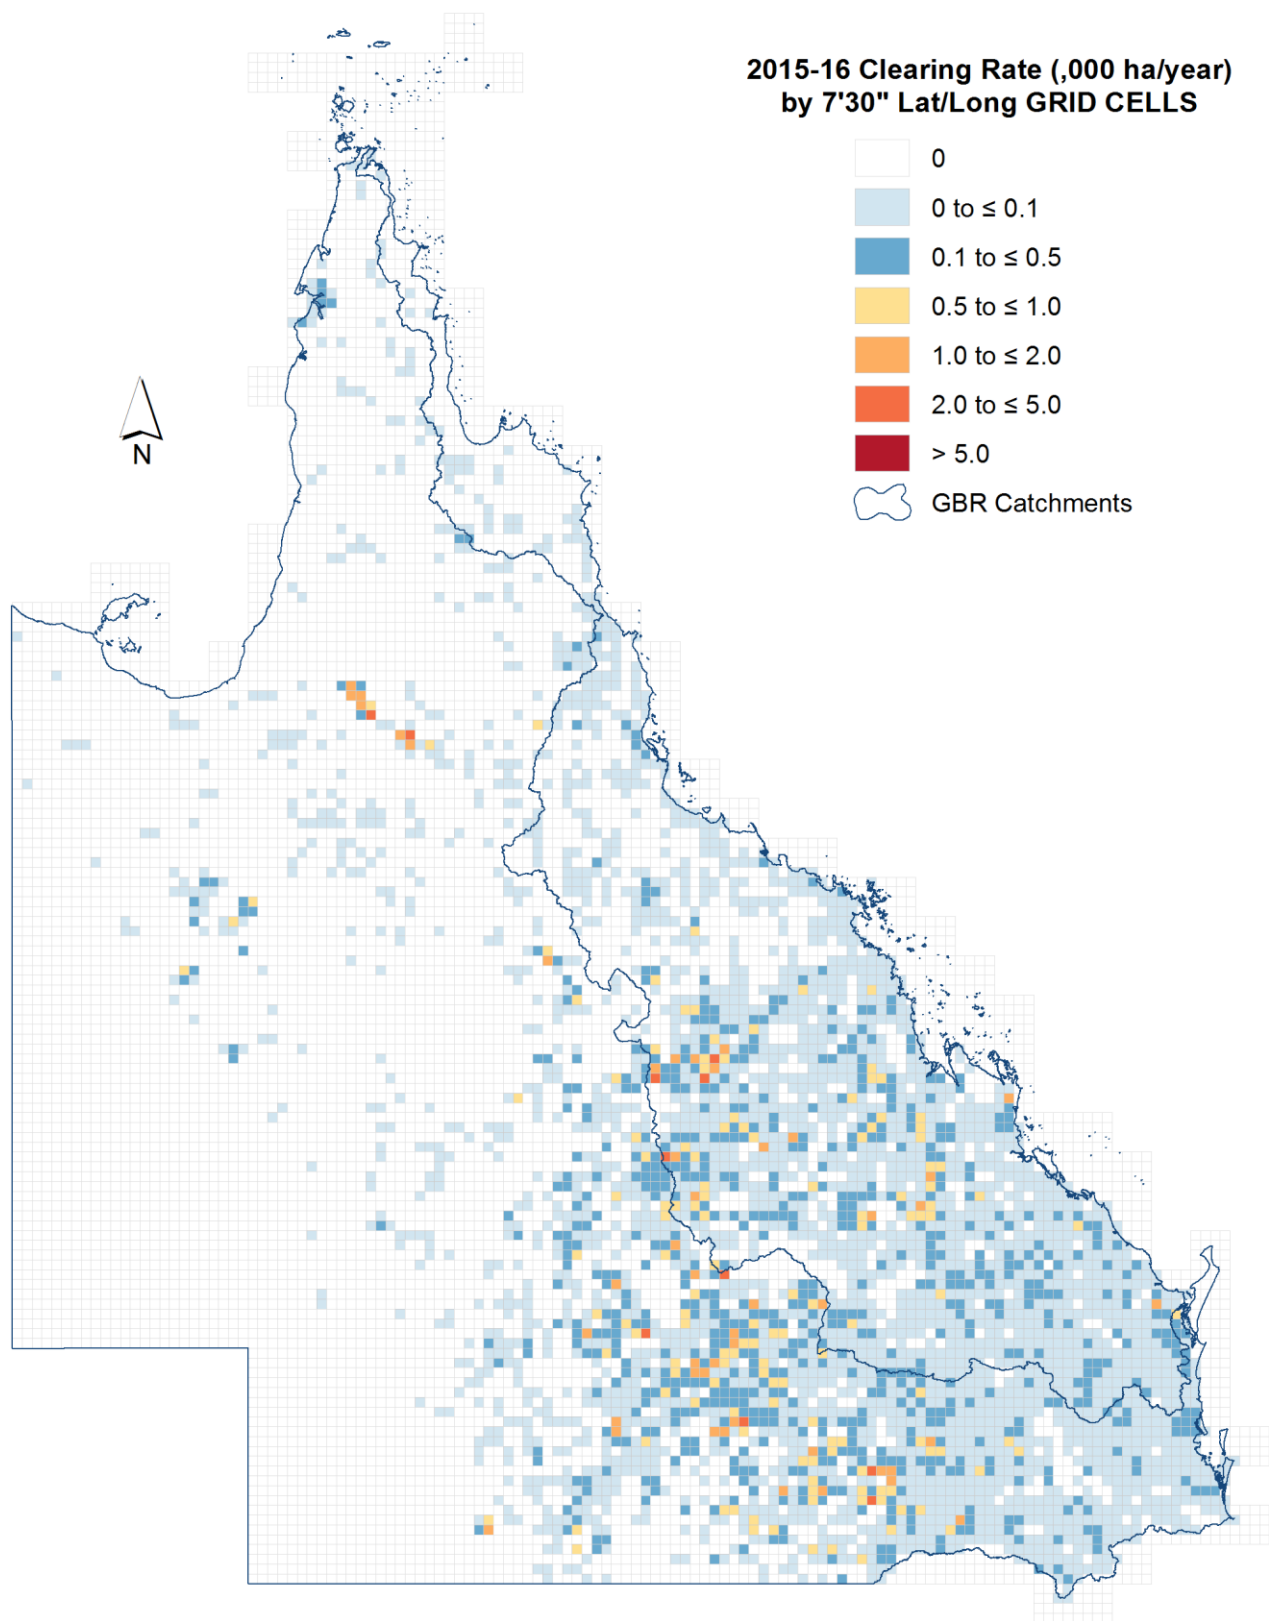 2015-16 Clearing Rate (,000 ha/year)
by 7'30" Lat/Long GRID CELLS
0
0 to ≤ 0.1
0.1 to ≤ 0.5
0.5 to ≤ 1.0
1.0 to ≤ 2.0
2.0 to ≤ 5.0
> 5.0
GBR Catchments
N